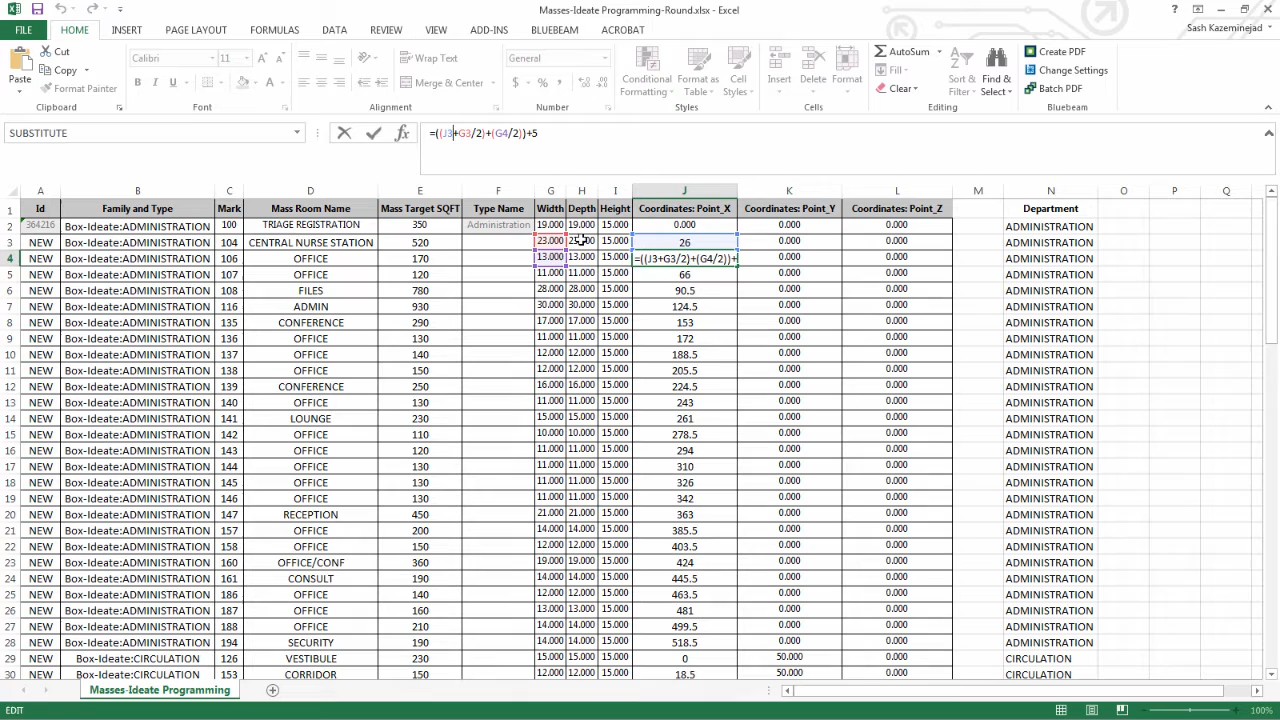 Masses-Ideate Programming-Round.xlsx - Excel
FILE HOME INSERT PAGE LAYOUT FORMULAS DATA REVIEW VIEW ADD-INS BLUEBEAM ACROBAT Sash Kazeminejad
Cut Calibri 11 Wrap Text General AutoSum Create PDF
Paste Copy Merge & Center Conditional Formatting Format as Table Cell Styles Insert Delete Format Fill Sort & Filter Find & Select Change Settings
Format Painter Clear Batch PDF
Clipboard Font Alignment Number Styles Cells Editing Bluebeam
SUBSTITUTE =((J3+G3/2)+(G4/2))+5
A B C D E F G H I J K L M N O P Q
1 Id Family and Type Mark Mass Room Name Mass Target SQFT Type Name Width Depth Height Coordinates: Point_X Coordinates: Point_Y Coordinates: Point_Z Department
2 364216 Box-Ideate:ADMINISTRATION 100 TRIAGE REGISTRATION 350 Administration 19.000 19.000 15.000 0.000 0.000 0.000 ADMINISTRATION
3 NEW Box-Ideate:ADMINISTRATION 104 CENTRAL NURSE STATION 520 23.000 15.000 26 0.000 0.000 ADMINISTRATION
4 NEW Box-Ideate:ADMINISTRATION 106 OFFICE 170 13.000 13.000 15.000 =((J3+G3/2)+(G4/2))+ 0.000 0.000 ADMINISTRATION
5 NEW Box-Ideate:ADMINISTRATION 107 OFFICE 120 11.000 11.000 15.000 66 0.000 0.000 ADMINISTRATION
6 NEW Box-Ideate:ADMINISTRATION 108 FILES 780 28.000 28.000 15.000 90.5 0.000 0.000 ADMINISTRATION
7 NEW Box-Ideate:ADMINISTRATION 116 ADMIN 930 30.000 30.000 15.000 124.5 0.000 0.000 ADMINISTRATION
8 NEW Box-Ideate:ADMINISTRATION 135 CONFERENCE 290 17.000 17.000 15.000 153 0.000 0.000 ADMINISTRATION
9 NEW Box-Ideate:ADMINISTRATION 136 OFFICE 130 11.000 11.000 15.000 172 0.000 0.000 ADMINISTRATION
10 NEW Box-Ideate:ADMINISTRATION 137 OFFICE 140 12.000 12.000 15.000 188.5 0.000 0.000 ADMINISTRATION
11 NEW Box-Ideate:ADMINISTRATION 138 OFFICE 150 12.000 12.000 15.000 205.5 0.000 0.000 ADMINISTRATION
12 NEW Box-Ideate:ADMINISTRATION 139 CONFERENCE 250 16.000 16.000 15.000 224.5 0.000 0.000 ADMINISTRATION
13 NEW Box-Ideate:ADMINISTRATION 140 OFFICE 130 11.000 11.000 15.000 243 0.000 0.000 ADMINISTRATION
14 NEW Box-Ideate:ADMINISTRATION 141 LOUNGE 230 15.000 15.000 15.000 261 0.000 0.000 ADMINISTRATION
15 NEW Box-Ideate:ADMINISTRATION 142 OFFICE 110 10.000 10.000 15.000 278.5 0.000 0.000 ADMINISTRATION
16 NEW Box-Ideate:ADMINISTRATION 143 OFFICE 120 11.000 11.000 15.000 294 0.000 0.000 ADMINISTRATION
17 NEW Box-Ideate:ADMINISTRATION 144 OFFICE 130 11.000 11.000 15.000 310 0.000 0.000 ADMINISTRATION
18 NEW Box-Ideate:ADMINISTRATION 145 OFFICE 130 11.000 11.000 15.000 326 0.000 0.000 ADMINISTRATION
19 NEW Box-Ideate:ADMINISTRATION 146 OFFICE 130 11.000 11.000 15.000 342 0.000 0.000 ADMINISTRATION
20 NEW Box-Ideate:ADMINISTRATION 147 RECEPTION 450 21.000 21.000 15.000 363 0.000 0.000 ADMINISTRATION
21 NEW Box-Ideate:ADMINISTRATION 157 OFFICE 200 14.000 14.000 15.000 385.5 0.000 0.000 ADMINISTRATION
22 NEW Box-Ideate:ADMINISTRATION 158 OFFICE 150 12.000 12.000 15.000 403.5 0.000 0.000 ADMINISTRATION
23 NEW Box-Ideate:ADMINISTRATION 160 OFFICE/CONF 360 19.000 19.000 15.000 424 0.000 0.000 ADMINISTRATION
24 NEW Box-Ideate:ADMINISTRATION 161 CONSULT 190 14.000 14.000 15.000 445.5 0.000 0.000 ADMINISTRATION
25 NEW Box-Ideate:ADMINISTRATION 186 OFFICE 140 12.000 12.000 15.000 463.5 0.000 0.000 ADMINISTRATION
26 NEW Box-Ideate:ADMINISTRATION 187 OFFICE 160 13.000 13.000 15.000 481 0.000 0.000 ADMINISTRATION
27 NEW Box-Ideate:ADMINISTRATION 188 OFFICE 210 14.000 14.000 15.000 499.5 0.000 0.000 ADMINISTRATION
28 NEW Box-Ideate:ADMINISTRATION 194 SECURITY 190 14.000 14.000 15.000 518.5 0.000 0.000 ADMINISTRATION
29 NEW Box-Ideate:CIRCULATION 126 VESTIBULE 230 15.000 15.000 15.000 0 50.000 0.000 CIRCULATION
30 NEW Box-Ideate:CIRCULATION 153 CORRIDOR 150 12.000 12.000 15.000 18.5 50.000 0.000 CIRCULATION
Masses-Ideate Programming
EDIT 100%